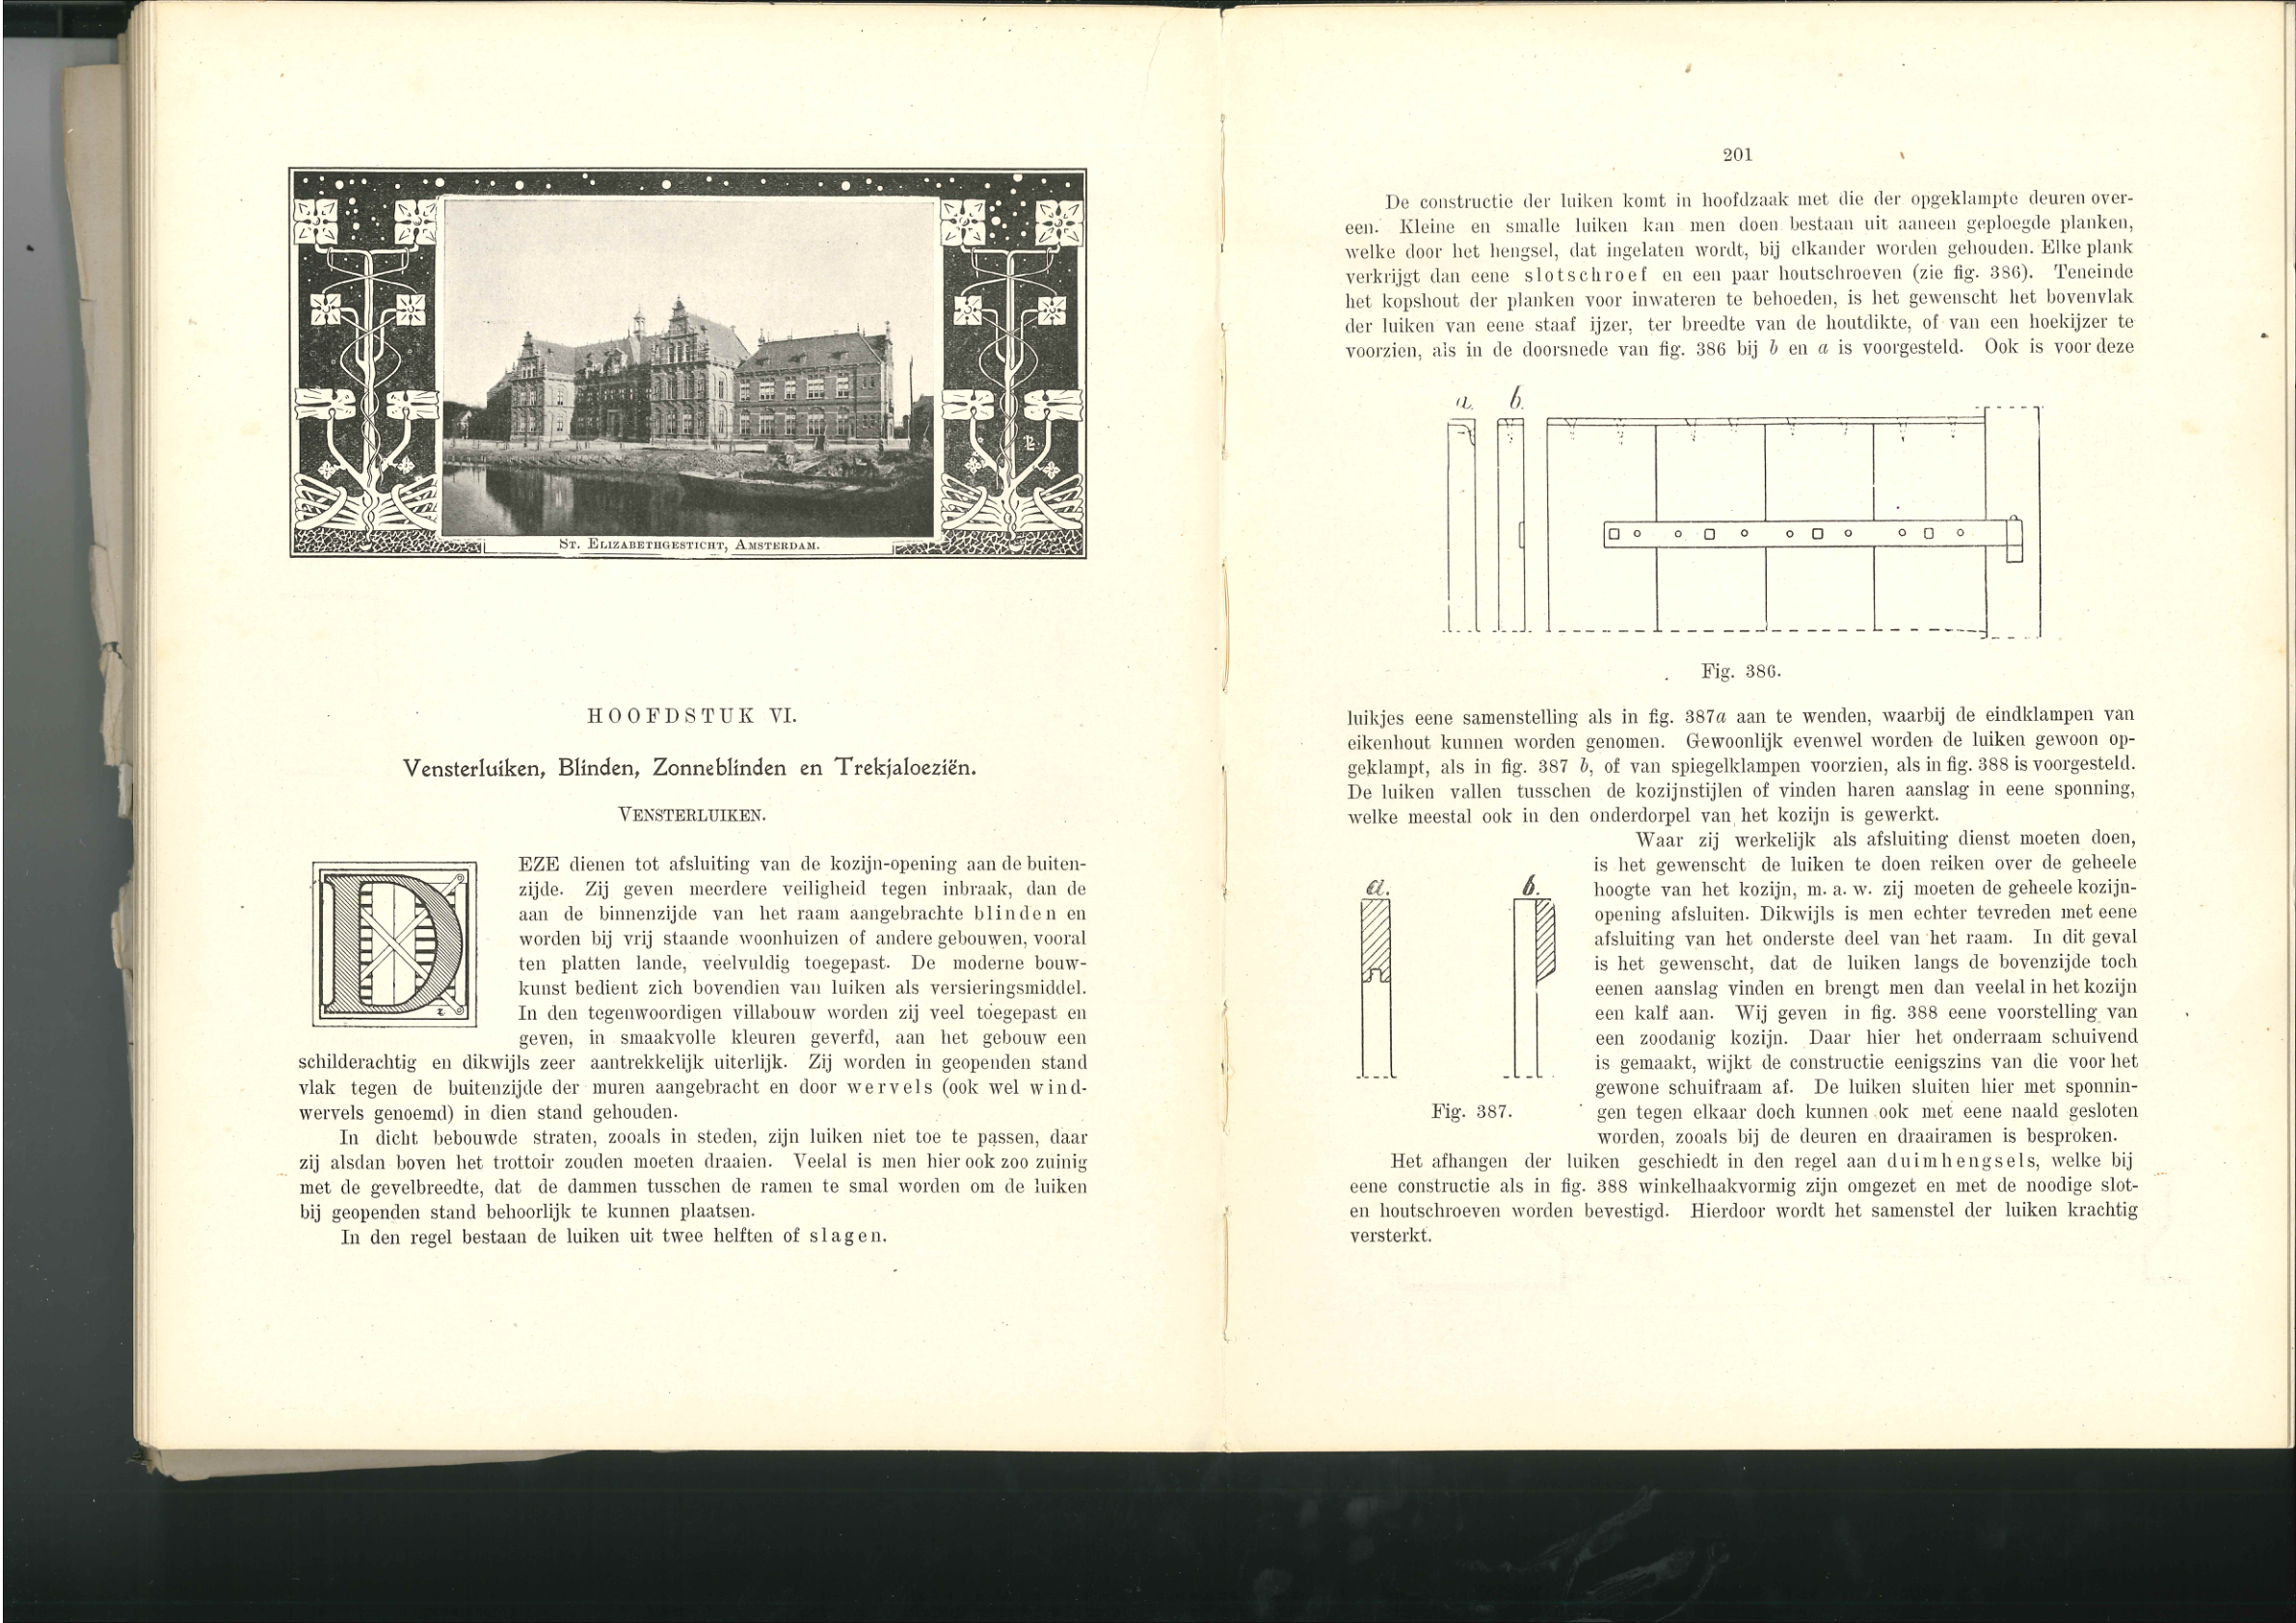 St. Elizabethgesticht, Amsterdam.
HOOFDSTUK VI.
Vensterluiken, Blinden, Zonneblinden en Trekjaloeziën.
Vensterluiken.
DEZE dienen tot afsluiting van de kozijn-opening aan de buiten-
zijde. Zij geven meerdere veiligheid tegen inbraak, dan de
aan de binnenzijde van het raam aangebrachte blinden en
worden bij vrij staande woonhuizen of andere gebouwen, vooral
ten platten lande, veelvuldig toegepast. De moderne bouw-
kunst bedient zich bovendien van luiken als versieringsmiddel.
In den tegenwoordigen villabouw worden zij veel toegepast en
geven, in smaakvolle kleuren geverfd, aan het gebouw een
schilderachtig en dikwijls zeer aantrekkelijk uiterlijk. Zij worden in geopenden stand
vlak tegen de buitenzijde der muren aangebracht en door wervels (ook wel wind-
wervels genoemd) in dien stand gehouden.
In dicht bebouwde straten, zooals in steden, zijn luiken niet toe te passen, daar
zij alsdan boven het trottoir zouden moeten draaien. Veelal is men hier ook zoo zuinig
met de gevelbreedte, dat de dammen tusschen de ramen te smal worden om de luiken
bij geopenden stand behoorlijk te kunnen plaatsen.
In den regel bestaan de luiken uit twee helften of slagen.
201
De constructie der luiken komt in hoofdzaak met die der opgeklampte deuren over-
een. Kleine en smalle luiken kan men doen bestaan uit aaneen geploegde planken,
welke door het hengsel, dat ingelaten wordt, bij elkander worden gehouden. Elke plank
verkrijgt dan eene slotschroef en een paar houtschroeven (zie fig. 386). Teneinde
het kopshout der planken voor inwateren te behoeden, is het gewenscht het bovenvlak
der luiken van eene staaf ijzer, ter breedte van de houtdikte, of van een hoekijzer te
voorzien, als in de doorsnede van fig. 386 bij b en a is voorgesteld. Ook is voor deze
a. b.
Fig. 386.
luikjes eene samenstelling als in fig. 387a aan te wenden, waarbij de eindklampen van
eikenhout kunnen worden genomen. Gewoonlijk evenwel worden de luiken gewoon op-
geklampt, als in fig. 387 b, of van spiegelklampen voorzien, als in fig. 388 is voorgesteld.
De luiken vallen tusschen de kozijnstijlen of vinden haren aanslag in eene sponning,
welke meestal ook in den onderdorpel van het kozijn is gewerkt.
Waar zij werkelijk als afsluiting dienst moeten doen,
is het gewenscht de luiken te doen reiken over de geheele
hoogte van het kozijn, m. a. w. zij moeten de geheele kozijn-
opening afsluiten. Dikwijls is men echter tevreden met eene
afsluiting van het onderste deel van het raam. In dit geval
is het gewenscht, dat de luiken langs de bovenzijde toch
eenen aanslag vinden en brengt men dan veelal in het kozijn
een kalf aan. Wij geven in fig. 388 eene voorstelling van
een zoodanig kozijn. Daar hier het onderraam schuivend
is gemaakt, wijkt de constructie eenigszins van die voor het
gewone schuifraam af. De luiken sluiten hier met sponnin-
gen tegen elkaar doch kunnen ook met eene naald gesloten
worden, zooals bij de deuren en draairamen is besproken.
a. b.
Fig. 387.
Het afhangen der luiken geschiedt in den regel aan duimhengsels, welke bij
eene constructie als in fig. 388 winkelhaakvormig zijn omgezet en met de noodige slot-
en houtschroeven worden bevestigd. Hierdoor wordt het samenstel der luiken krachtig
versterkt.